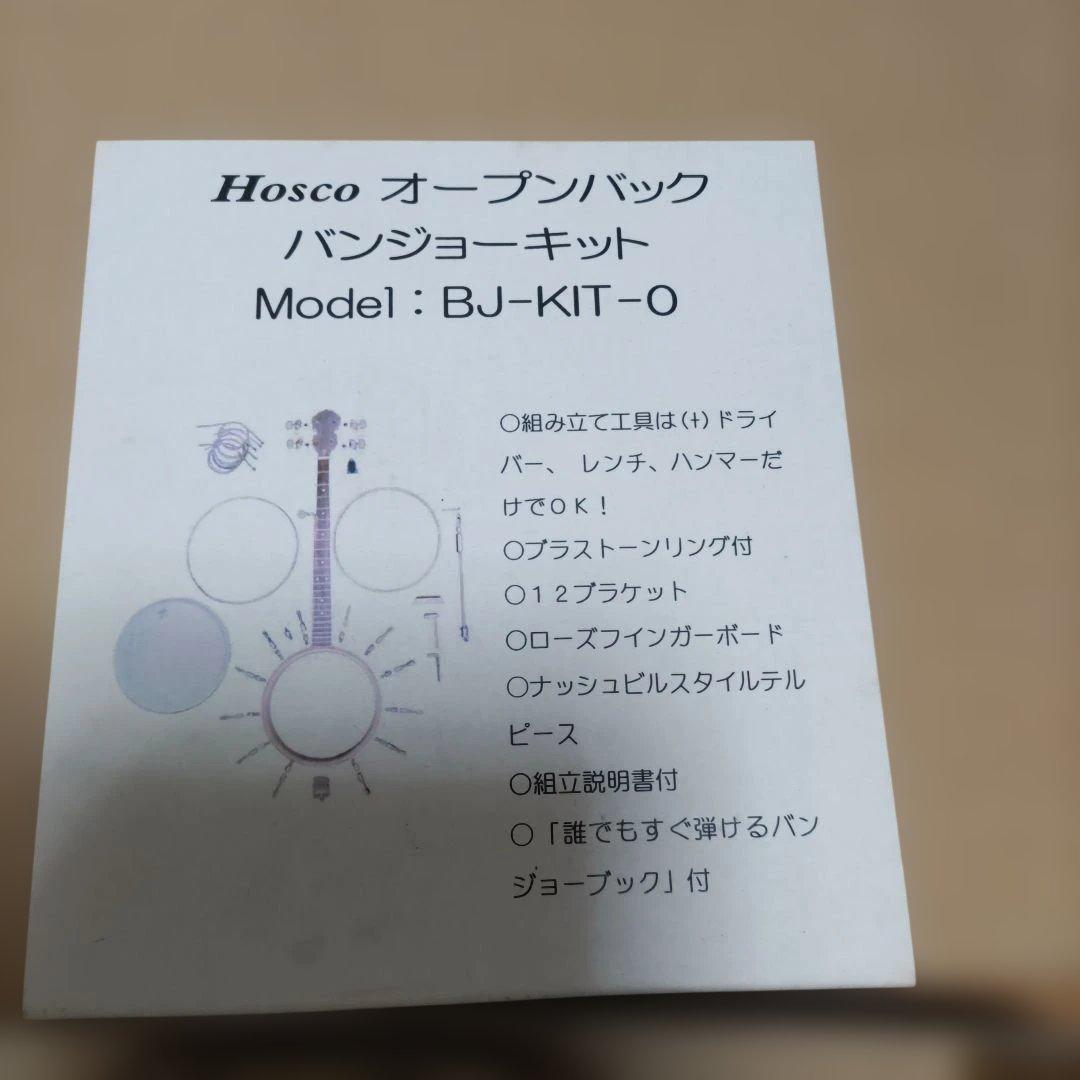 Hosco オープンバック
バンジョーキット
Model：BJ-KIT-O
○組み立て工具は(+)ドライ
バー、 レンチ、ハンマーだ
けでＯＫ！
○ブラストーンリング付
○１２ブラケット
○ローズフインガーボード
○ナッシュビルスタイルテル
ピース
○組立説明書付
○「誰でもすぐ弾けるバン
ジョーブック」付